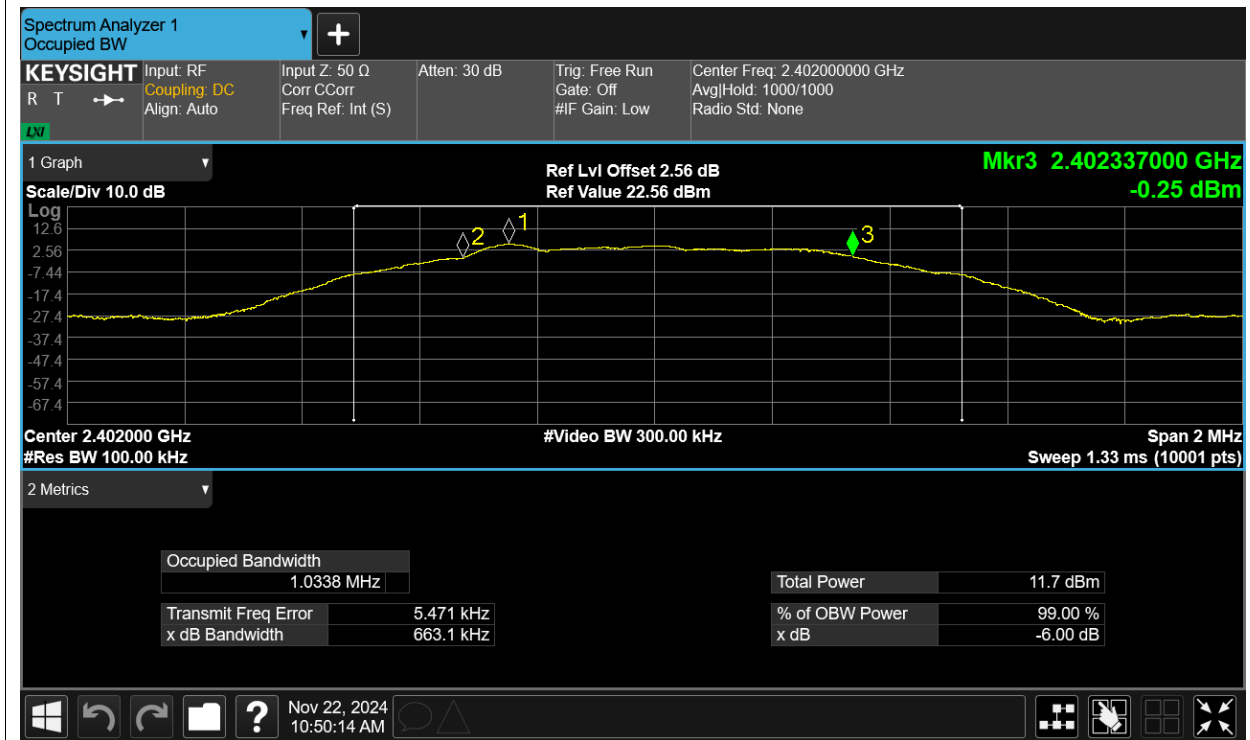 Spectrum Analyzer 1
Occupied BW
+
KEYSIGHT
R T
LXI
Input: RF
Coupling: DC
Align: Auto
Input Z: 50 Ω
Corr CCorr
Freq Ref: Int (S)
Atten: 30 dB
Trig: Free Run
Gate: Off
#IF Gain: Low
Center Freq: 2.402000000 GHz
Avg|Hold: 1000/1000
Radio Std: None
1 Graph
Scale/Div 10.0 dB
Ref Lvl Offset 2.56 dB
Ref Value 22.56 dBm
Mkr3 2.402337000 GHz
-0.25 dBm
Log
12.6
2.56
-7.44
-17.4
-27.4
-37.4
-47.4
-57.4
-67.4
2
1
3
Center 2.402000 GHz
#Res BW 100.00 kHz
#Video BW 300.00 kHz
Span 2 MHz
Sweep 1.33 ms (10001 pts)
2 Metrics
Occupied Bandwidth
1.0338 MHz
Transmit Freq Error 5.471 kHz
x dB Bandwidth 663.1 kHz
Total Power 11.7 dBm
% of OBW Power 99.00 %
x dB -6.00 dB
?
Nov 22, 2024
10:50:14 AM